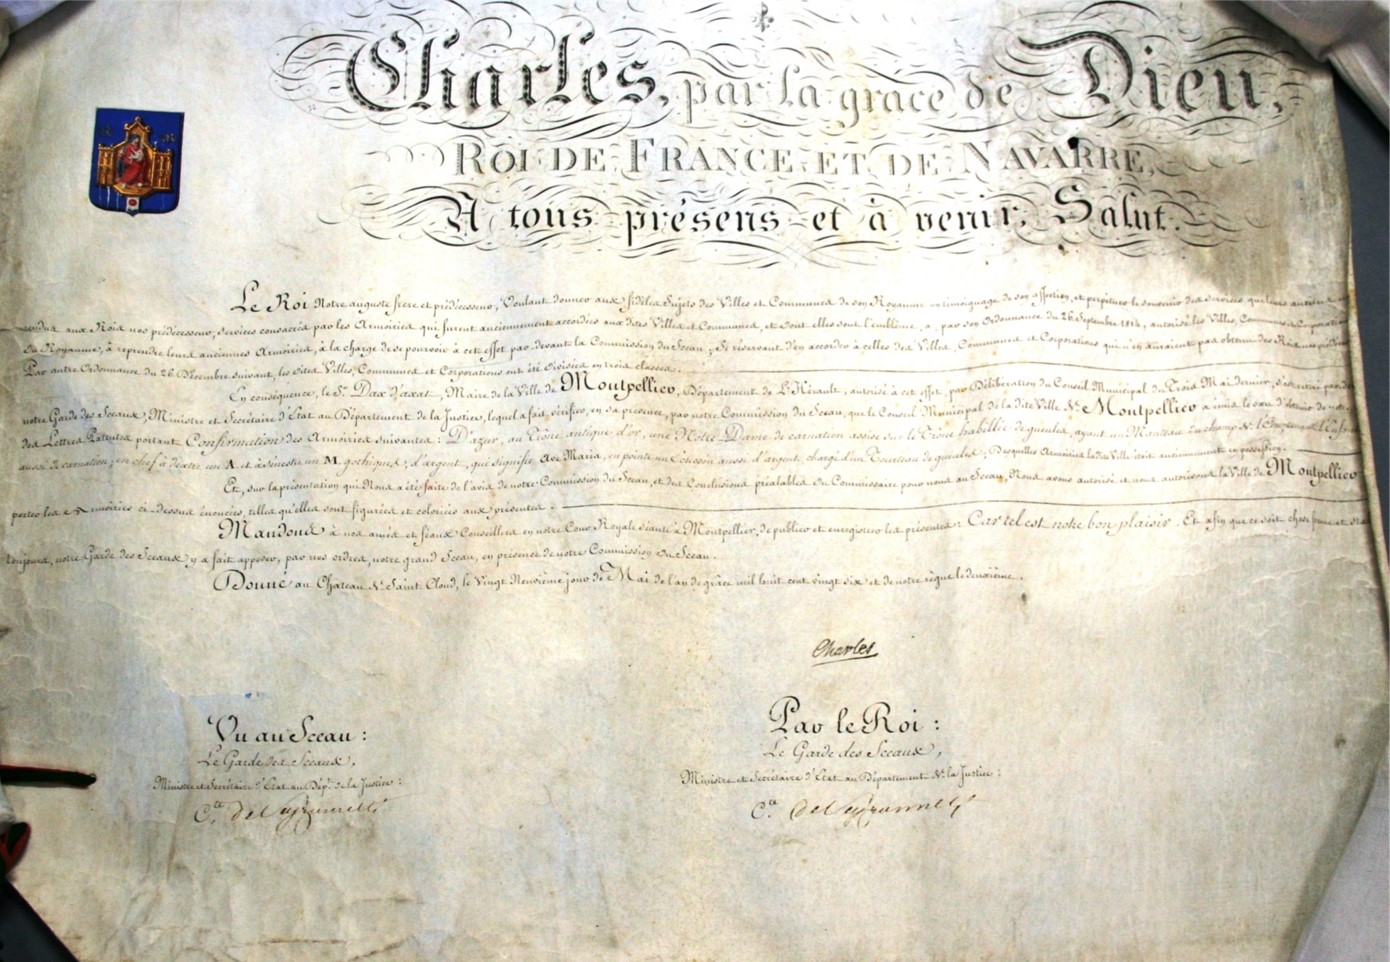 Charles, par la grace de Dieu,
ROI DE FRANCE ET DE NAVARRE,
A tous présens et à venir, Salut.
Le Roi Notre auguste frere et prédécesseur, Voulant donner aux fidèles Sujets des Villes et Communes de son Royaume un témoignage de son affection, et perpétuer le souvenir des services que leurs
aux Rois nos prédécesseurs, services consacrés par les Armoiries qui furent anciennement accordées aux dites Villes et Communes, et dont elles sont l'emblême, a, par son Ordonnance du 26 Septembre 1814, autorisé les Villes, Communes et Corporations
du Royaume, à reprendre leurs anciennes Armoiries, à la charge de se pourvoir à cet effet par devant la Commission du Sceau; Se réservant d'en accorder à celles des Villes, Communes et Corporations qui n'en auraient pas obtenu des Rois nos
Par autre Ordonnance du 26 Décembre suivant, les dites Villes, Communes et Corporations ont été divisées en trois classes.
En conséquence, le Sr. Dax d'Axat, Maire de la Ville de Montpellier, Département de L'Hérault, autorisé à cet effet, par Délibération du Conseil Municipal du Trois Mai dernier, s'est retiré par devant
notre Garde des Sceaux, Ministre et Secrétaire d'Etat au Département de la Justice, lequel a fait vérifier, en sa présence, par notre Commission du Sceau, que le Conseil Municipal de la dite Ville de Montpellier a émis le vœu d'obtenir de notre
des Lettres Patentes portant Confirmation des Armoiries suivantes: D'azur, au Trône antique d'or, une Notre Dame de carnation assise sur le Trône habillée de gueules, ayant un Manteau du champ
aussi de carnation, en chef à dextre un A et à sénestre un M gothiques, d'argent, qui signifie Ave Maria, en pointe un Ecusson aussi d'argent, chargé d'un Tourteau de gueules; Desquelles Armoiries la dite Ville était anciennement en possession.
Et, sur la présentation qui Nous a été faite de l'avis de notre Commission du Sceau, et des Conclusions préalables du Commissaire pour nous au Sceau, Nous avons autorisé et nous autorisons la Ville de Montpellier
porter les Armoiries ci-dessus énoncées, telles qu'elles sont figurées et coloriées aux présentes.
Mandons à nos amés et féaux Conseillers en notre Cour Royale séante à Montpellier, de publier et enregistrer les présentes: Car tel est notre bon plaisir. Et afin que ce soit chose ferme et
toujours, notre Garde des Sceaux y a fait apposer, par nos ordres, notre grand Sceau, en présence de notre Commission du Sceau.
Donné au Chateau de Saint Cloud, le Vingt Neuvième jour de Mai de l'an de grâce mil huit cent vingt six et de notre règne le deuxième.
Charles
Vu au Sceau:
Le Garde des Sceaux,
Ministre et Secrétaire d'Etat au Dépt. de la Justice:
Par le Roi:
Le Garde des Sceaux,
Ministre et Secrétaire d'Etat au Département de la Justice: